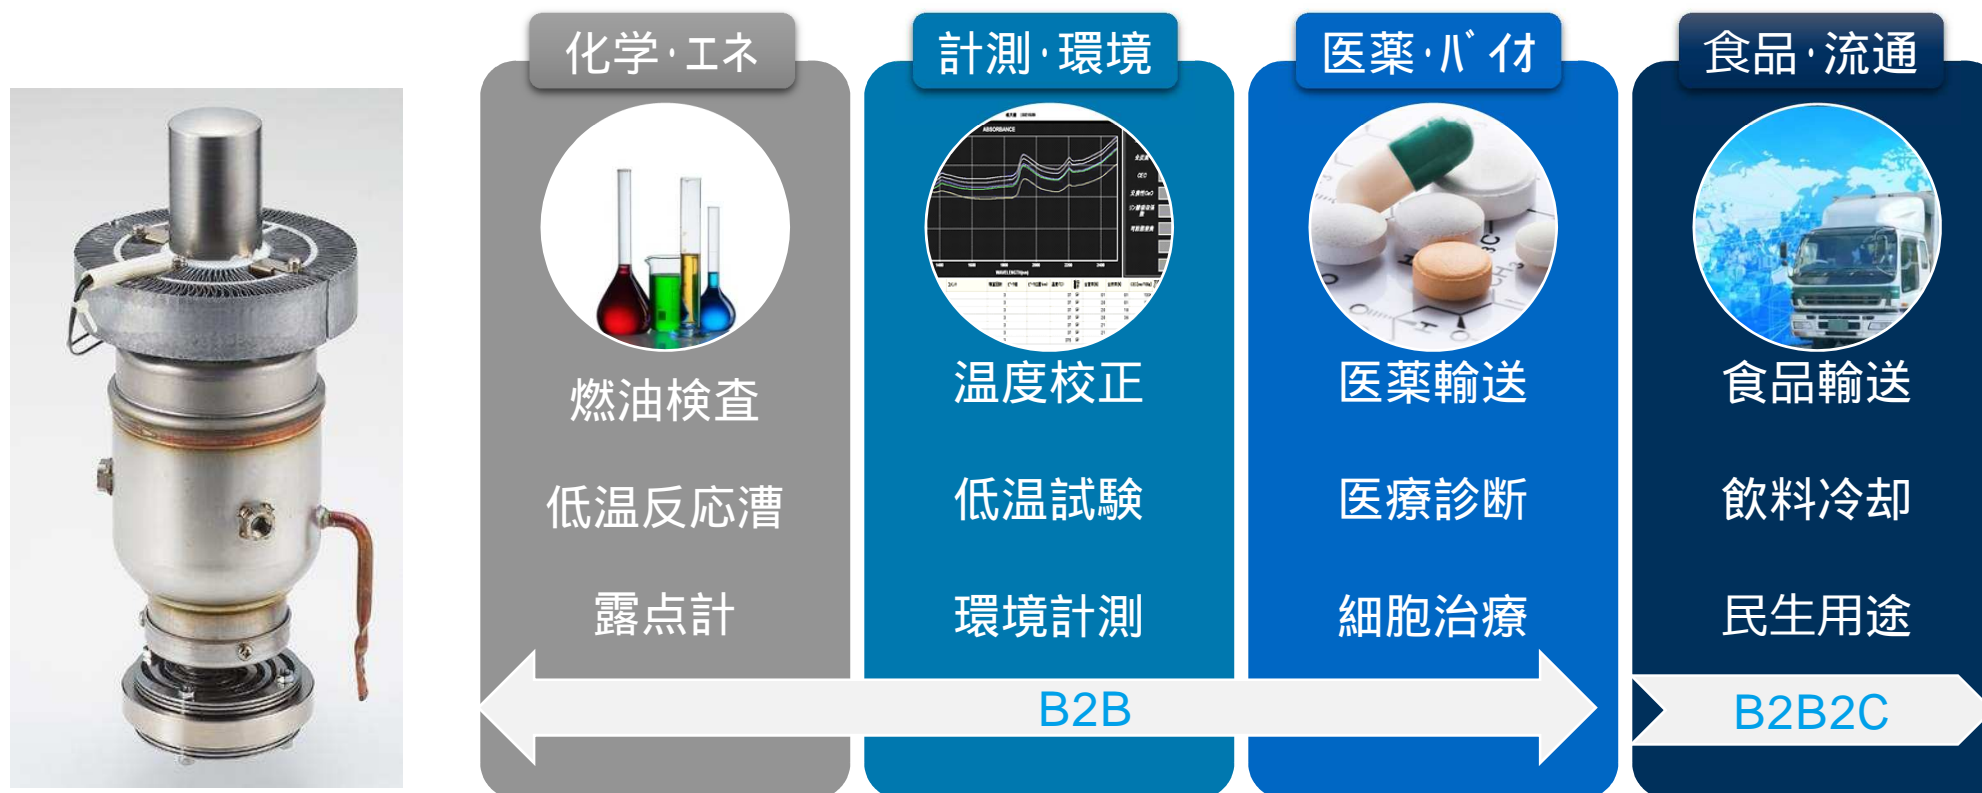 化学･エネ
計測･環境
医薬･ﾊﾞｲｵ
食品･流通
ABSORBANCE
WAVELENGTH(nm)
燃油検査
低温反応漕
露点計
温度校正
低温試験
環境計測
医薬輸送
医療診断
細胞治療
食品輸送
飲料冷却
民生用途
B2B
B2B2C